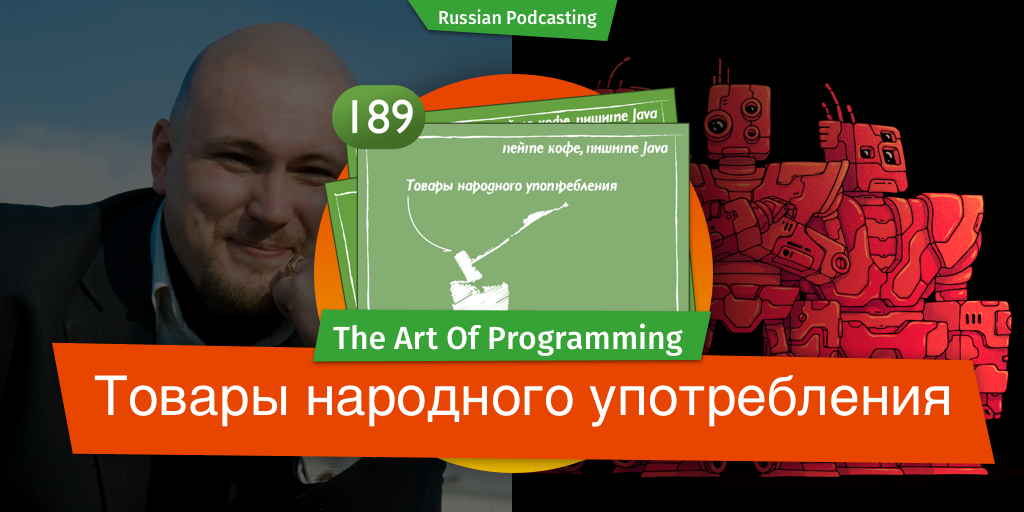 Russian Podcasting
189
пейте кофе, пишите Java
пейте кофе, пишите Java
Товары народного употребления
The Art Of Programming
Товары народного употребления